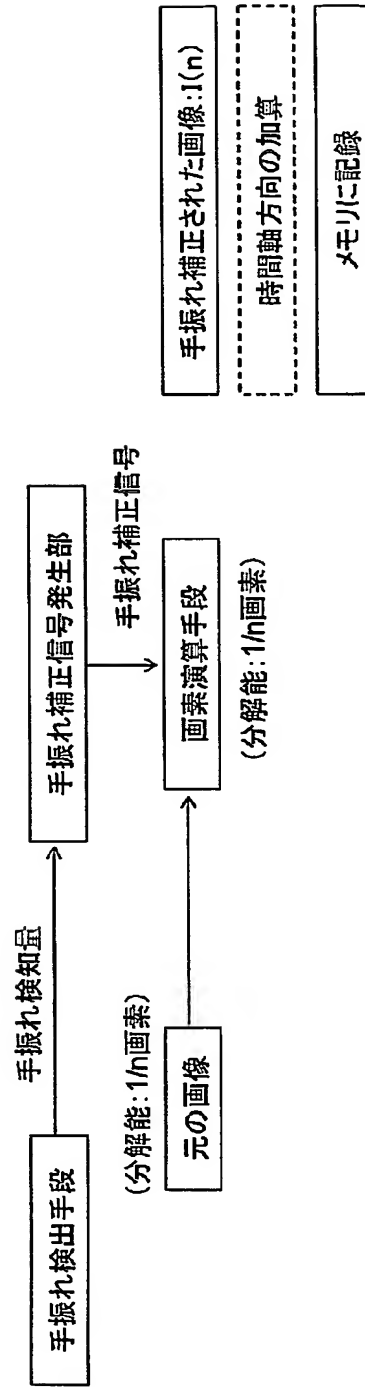 手振れ検出手段
手振れ検知量
手振れ補正信号発生部
手振れ補正信号
(分解能:1/n画素)
元の画像
画素演算手段
(分解能:1/n画素)
手振れ補正された画像:I(n)
時間軸方向の加算
メモリに記録